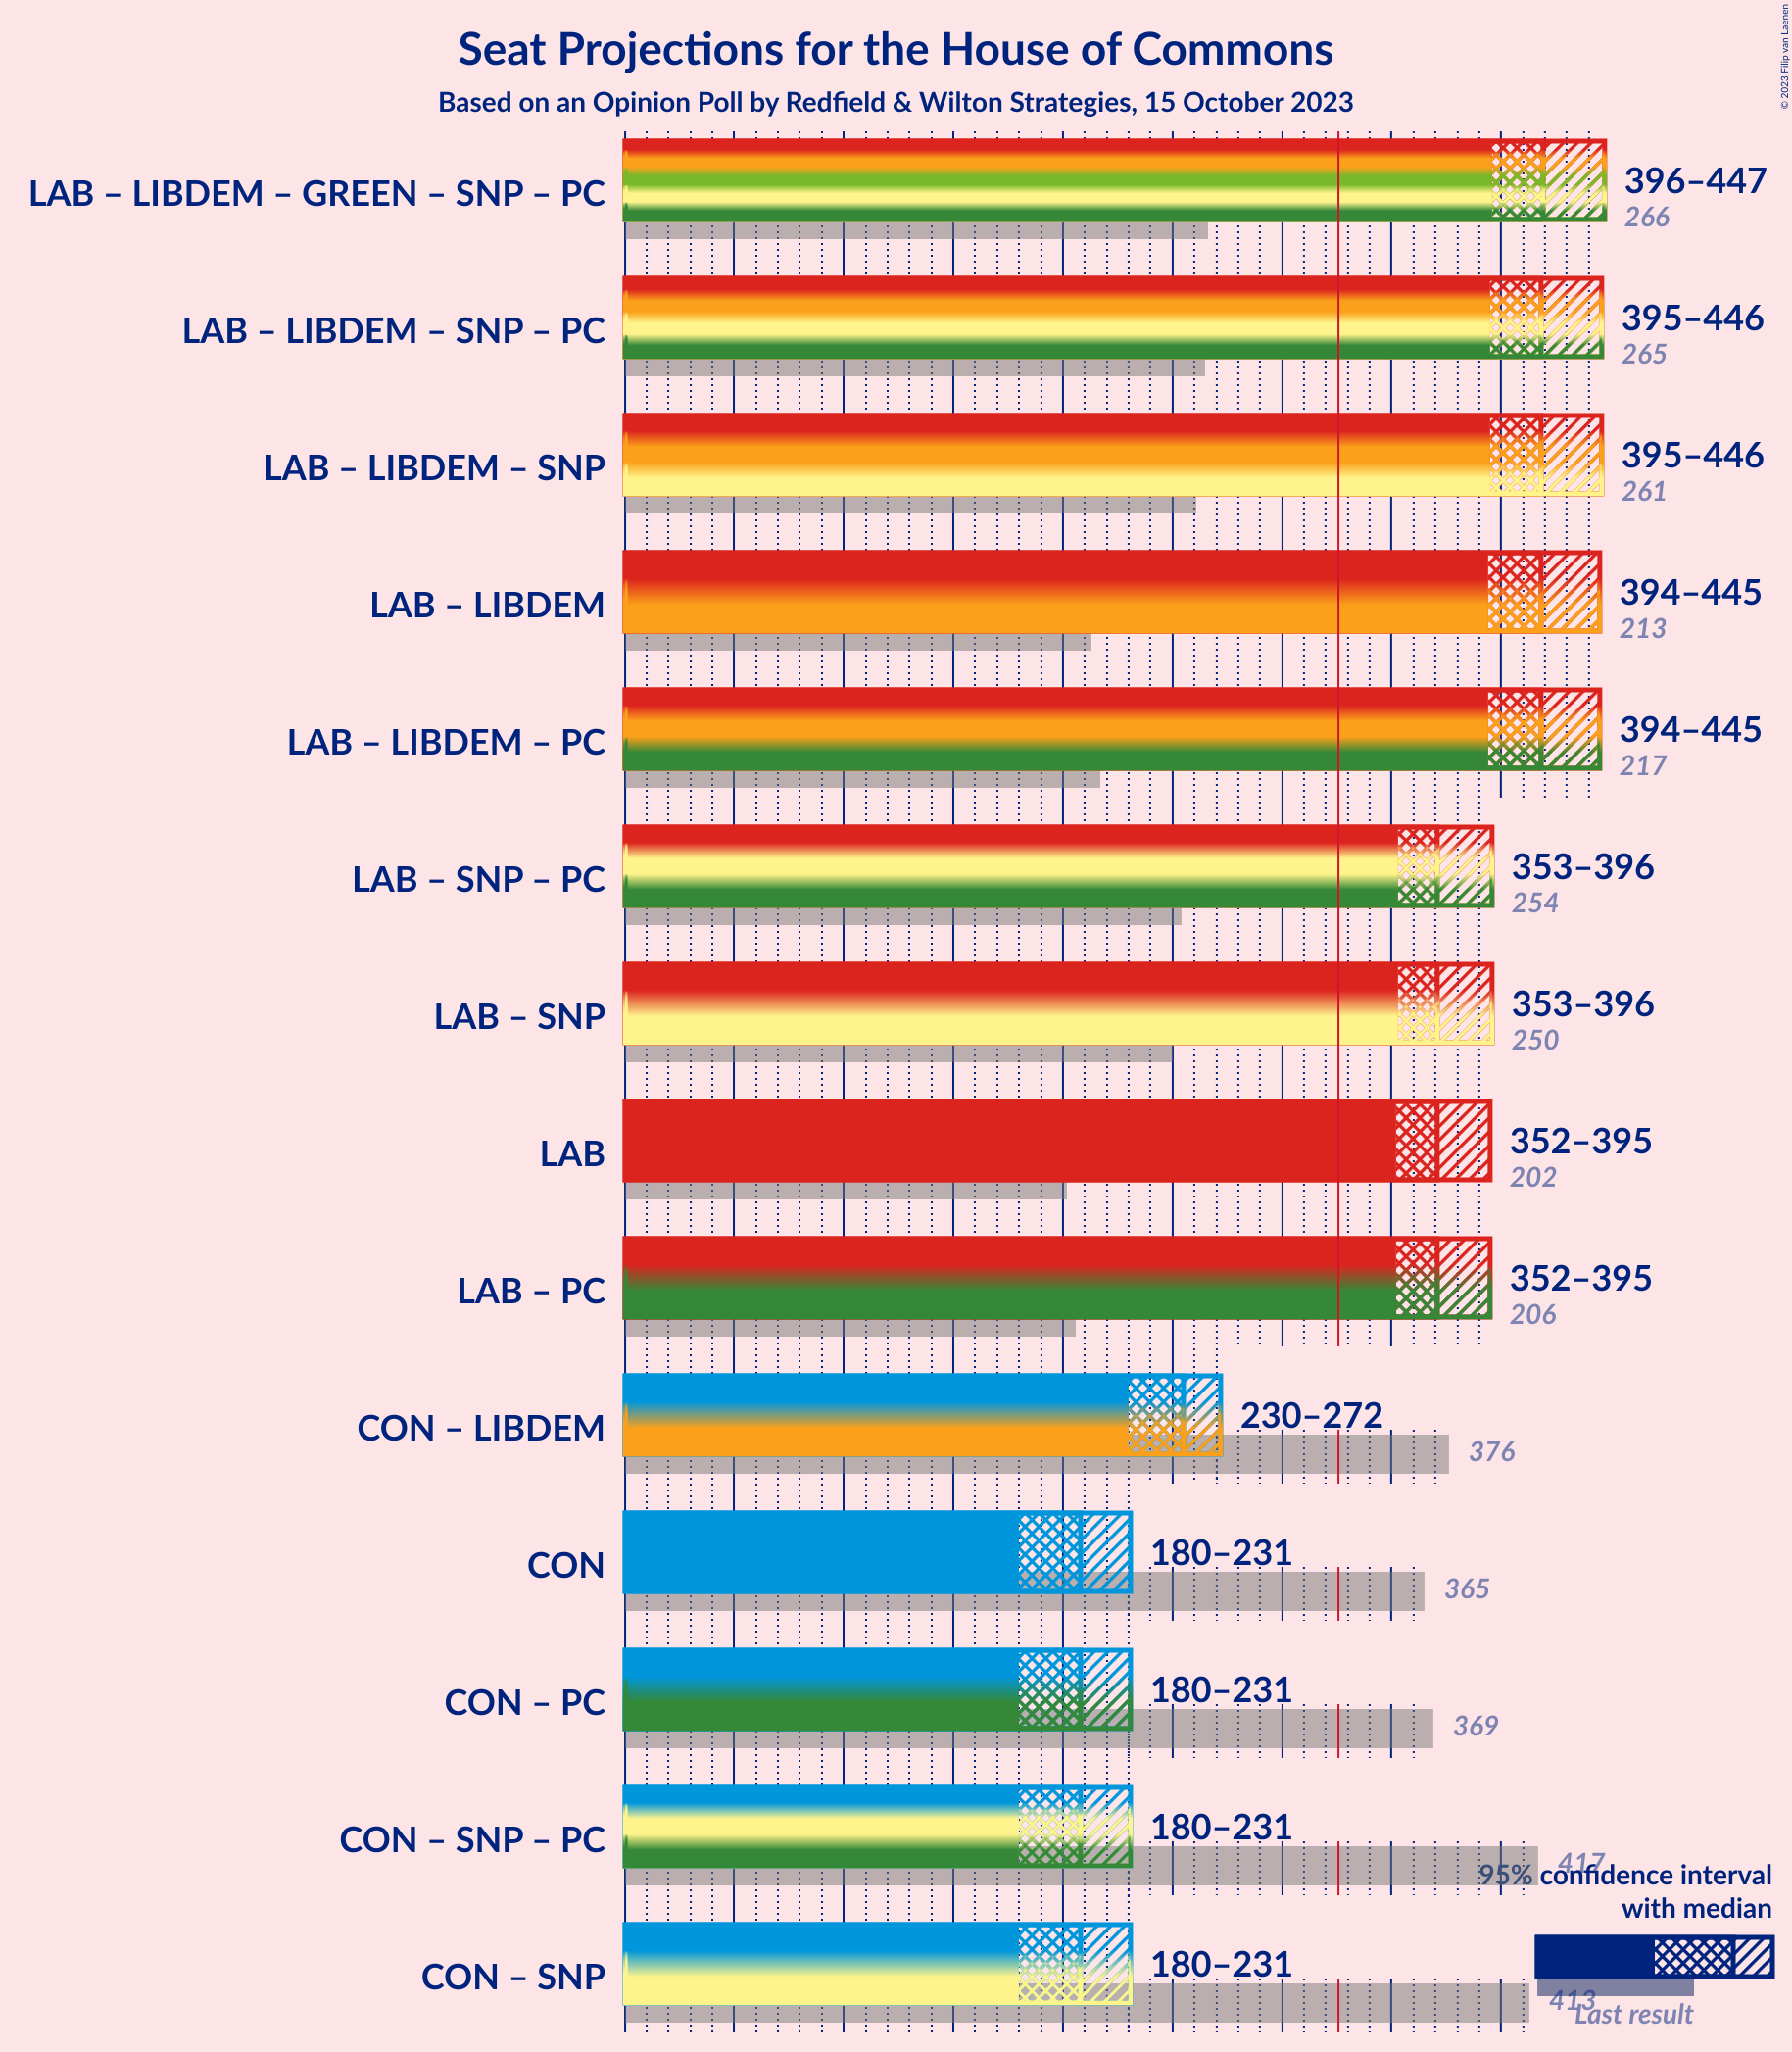 © 2023 Filip van Laenen
Seat Projections for the House of Commons
Based on an Opinion Poll by Redfield & Wilton Strategies, 15 October 2023
LAB – LIBDEM – GREEN – SNP – PC
396–447
266
LAB – LIBDEM – SNP – PC
395–446
265
LAB – LIBDEM – SNP
395–446
261
LAB – LIBDEM
394–445
213
LAB – LIBDEM – PC
394–445
217
LAB – SNP – PC
353–396
254
LAB – SNP
353–396
250
LAB
352–395
202
LAB – PC
352–395
206
CON – LIBDEM
230–272
376
CON
180–231
365
CON – PC
180–231
369
CON – SNP – PC
180–231
417
CON – SNP
180–231
413
95% confidence interval
with median
Last result